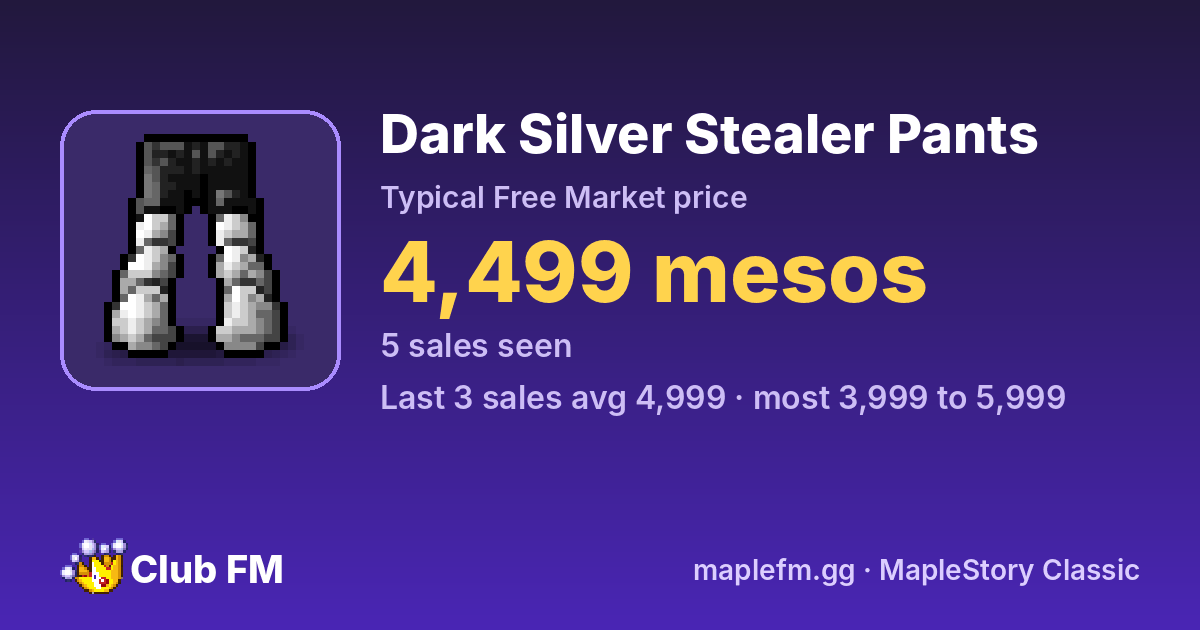 Dark Silver Stealer Pants
Typical Free Market price
4,499 mesos
5 sales seen
Last 3 sales avg 4,999 · most 3,999 to 5,999
Club FM
maplefm.gg · MapleStory Classic